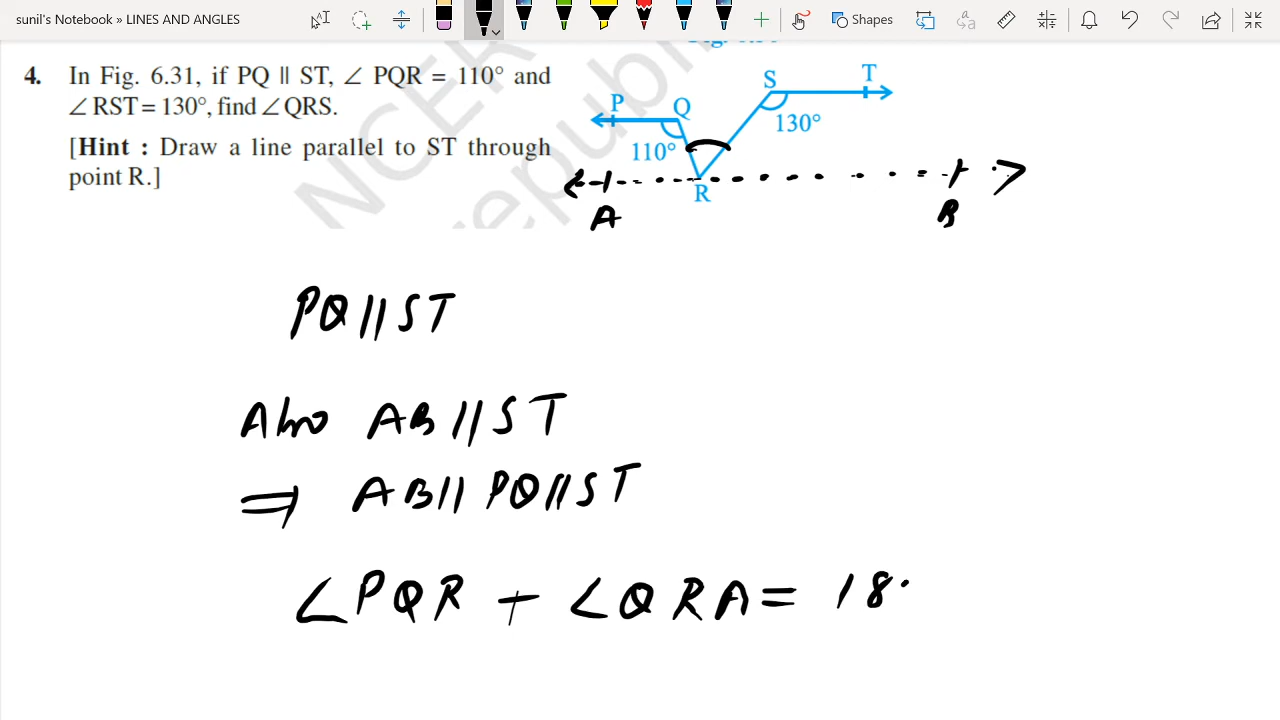 sunil's Notebook » LINES AND ANGLES
Shapes
4. In Fig. 6.31, if PQ || ST, ∠ PQR = 110° and
∠ RST = 130°, find ∠ QRS.
[Hint : Draw a line parallel to ST through
point R.]
P Q S T
110° 130°
R
A B
PQ || ST
Also AB || ST
⇒ AB || PQ || ST
∠PQR + ∠QRA = 18
NCER
republi